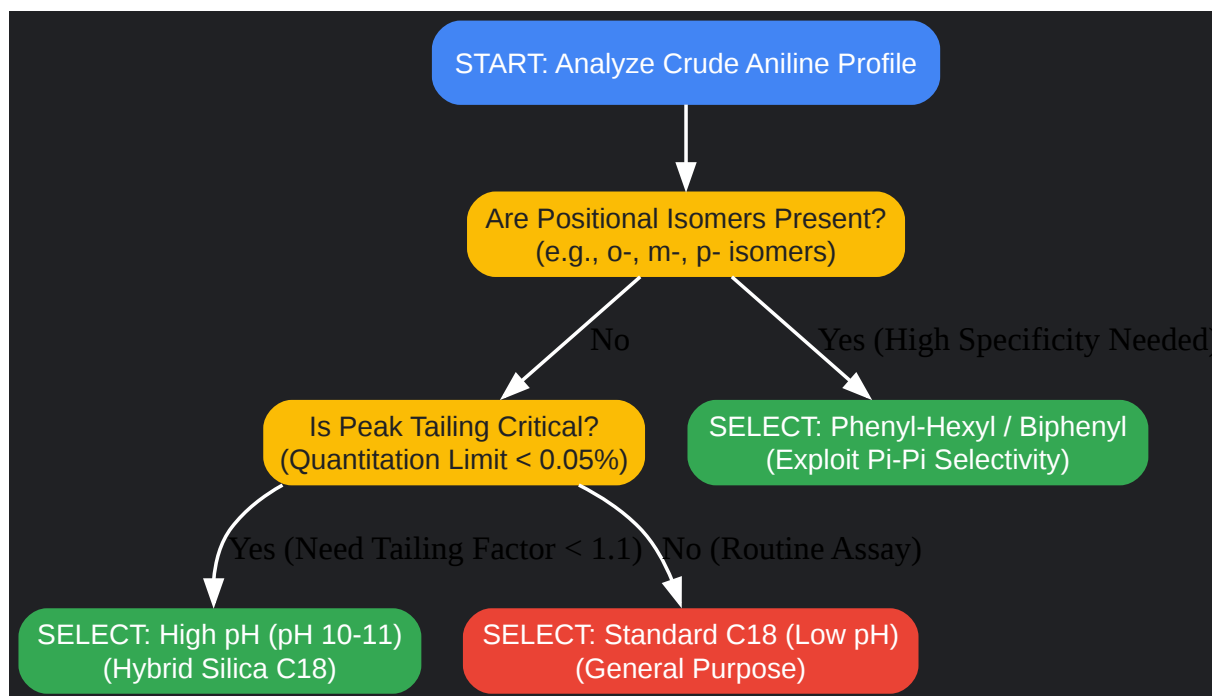 START: Analyze Crude Aniline Profile
Are Positional Isomers Present?
(e.g., o-, m-, p- isomers)
No
Yes (High Specificity Needed)
Is Peak Tailing Critical?
(Quantitation Limit < 0.05%)
SELECT: Phenyl-Hexyl / Biphenyl
(Exploit Pi-Pi Selectivity)
Yes (Need Tailing Factor < 1.1)
No (Routine Assay)
SELECT: High pH (pH 10-11)
(Hybrid Silica C18)
SELECT: Standard C18 (Low pH)
(General Purpose)